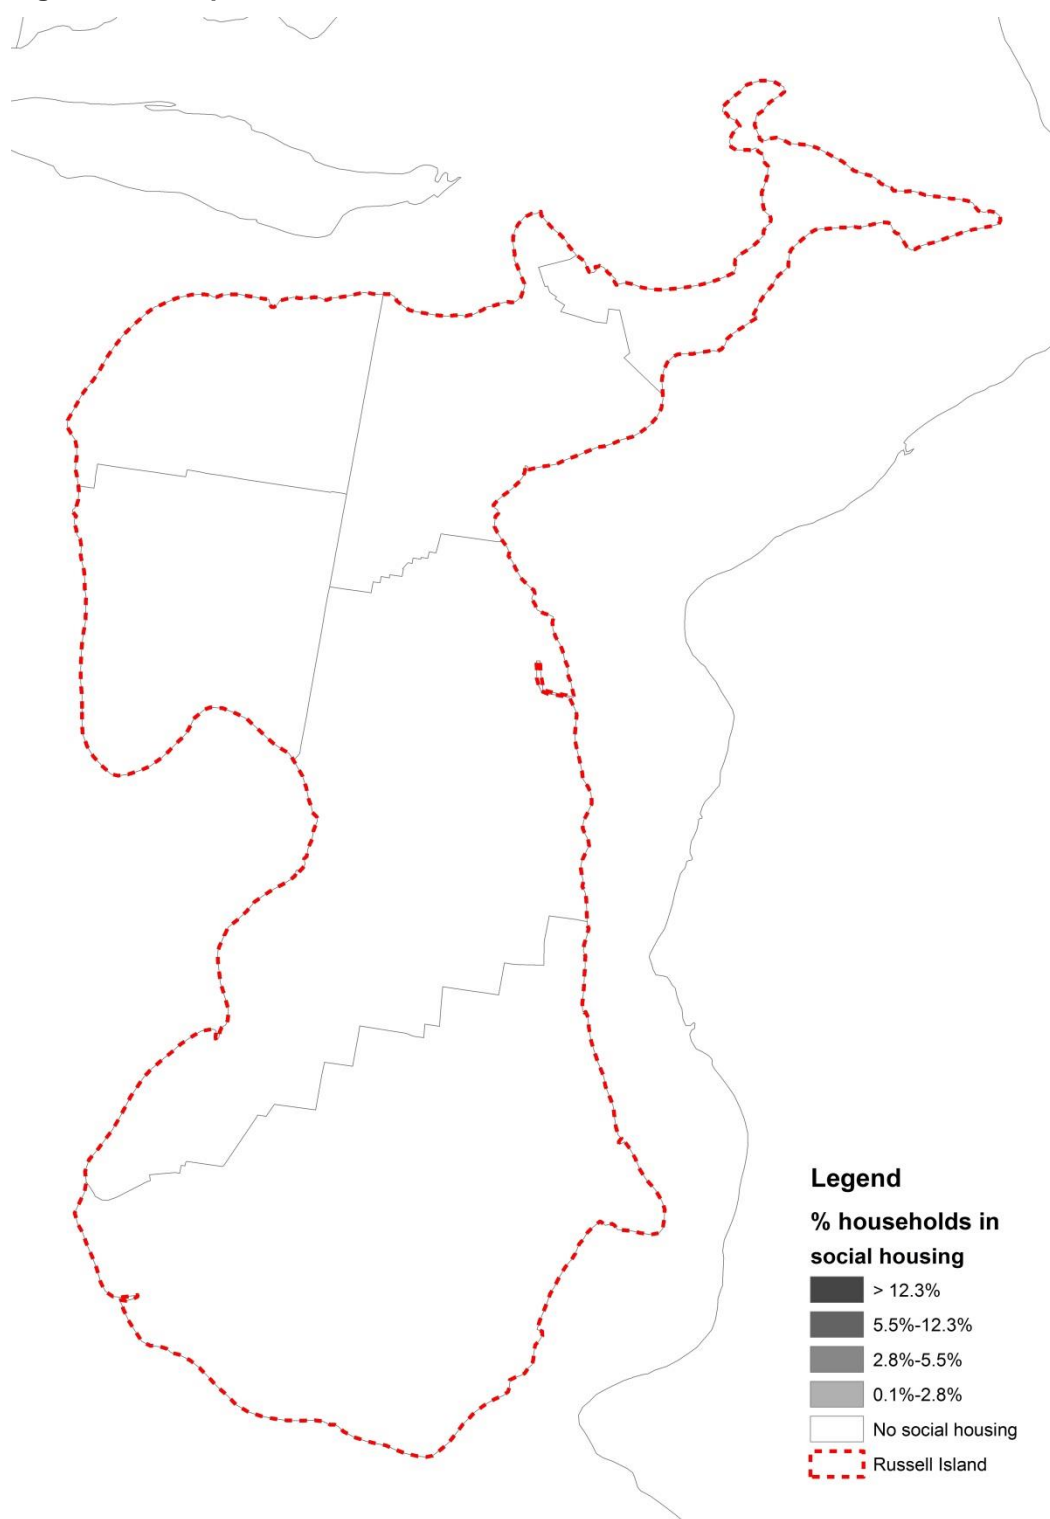 Legend
% households in
social housing
> 12.3%
5.5%-12.3%
2.8%-5.5%
0.1%-2.8%
No social housing
Russell Island